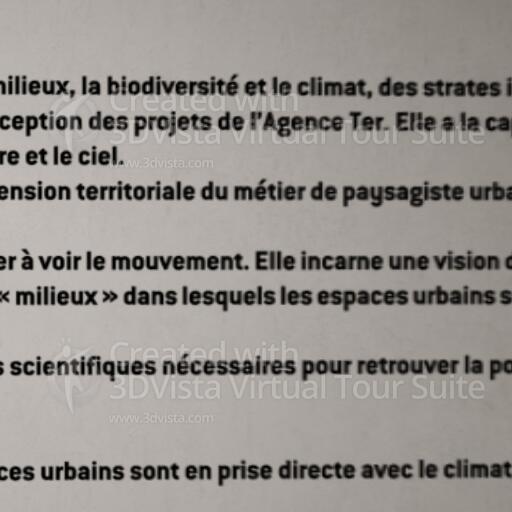 milieux, la biodiversité et le climat, des strates i
ception des projets de l'Agence Ter. Elle a la ca
re et le ciel.
ension territoriale du métier de paysagiste urba
er à voir le mouvement. Elle incarne une vision d
« milieux » dans lesquels les espaces urbains s
s scientifiques nécessaires pour retrouver la po
ces urbains sont en prise directe avec le climat
Created with
3DVista Virtual Tour Suite
www.3dvista.com
Created with
3DVista Virtual Tour Suite
www.3dvista.com